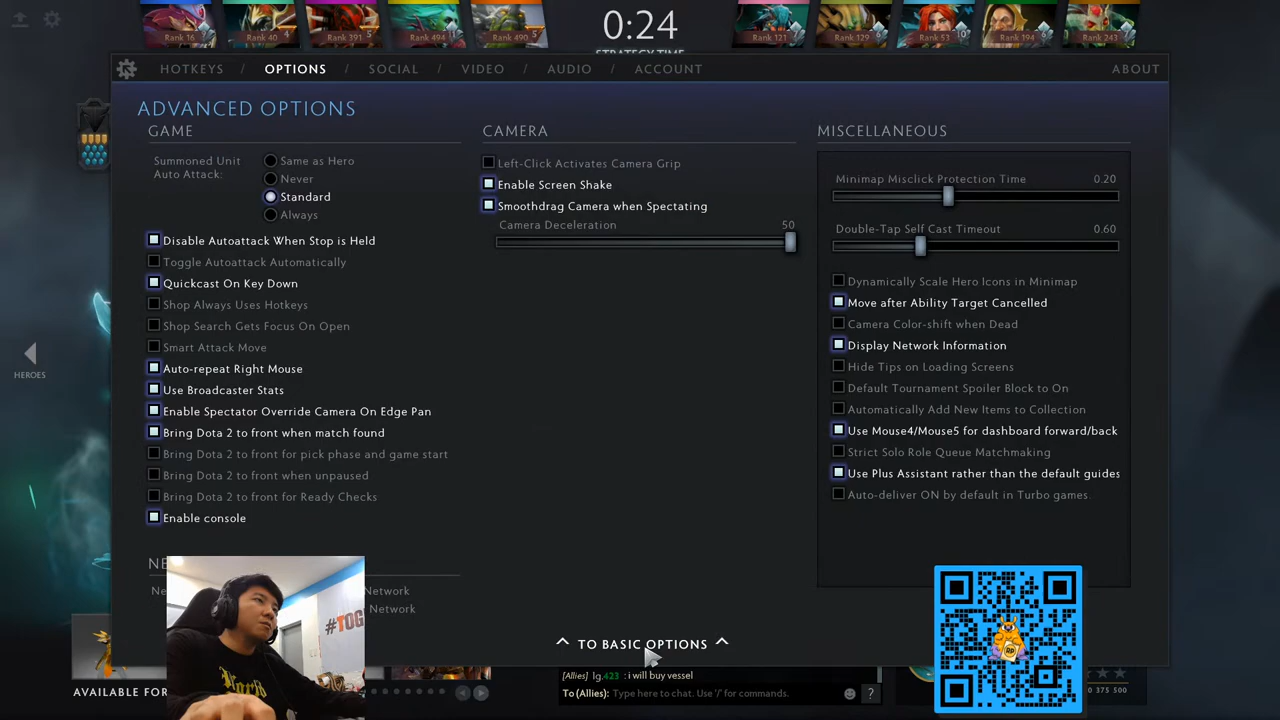 0:24
STRATEGY TIME
Rank 16
Rank 40
Rank 391
Rank 494
Rank 490
Rank 121
Rank 129
Rank 53
Rank 194
Rank 243
HOTKEYS / OPTIONS / SOCIAL / VIDEO / AUDIO / ACCOUNT
ABOUT
ADVANCED OPTIONS
GAME
Summoned Unit
Auto Attack:
Same as Hero
Never
Standard
Always
Disable Autoattack When Stop is Held
Toggle Autoattack Automatically
Quickcast On Key Down
Shop Always Uses Hotkeys
Shop Search Gets Focus On Open
Smart Attack Move
Auto-repeat Right Mouse
Use Broadcaster Stats
Enable Spectator Override Camera On Edge Pan
Bring Dota 2 to front when match found
Bring Dota 2 to front for pick phase and game start
Bring Dota 2 to front when unpaused
Bring Dota 2 to front for Ready Checks
Enable console
Network
Network
CAMERA
Left-Click Activates Camera Grip
Enable Screen Shake
Smoothdrag Camera when Spectating
Camera Deceleration 50
MISCELLANEOUS
Minimap Misclick Protection Time 0.20
Double-Tap Self Cast Timeout 0.60
Dynamically Scale Hero Icons in Minimap
Move after Ability Target Cancelled
Camera Color-shift when Dead
Display Network Information
Hide Tips on Loading Screens
Default Tournament Spoiler Block to On
Automatically Add New Items to Collection
Use Mouse4/Mouse5 for dashboard forward/back
Strict Solo Role Queue Matchmaking
Use Plus Assistant rather than the default guides
Auto-deliver ON by default in Turbo games.
HEROES
TO BASIC OPTIONS
#TOG
RP
AVAILABLE FOR
[Allies] lg.423 : i will buy vessel
To (Allies): Type here to chat. Use '/' for commands.
?
0 375 500